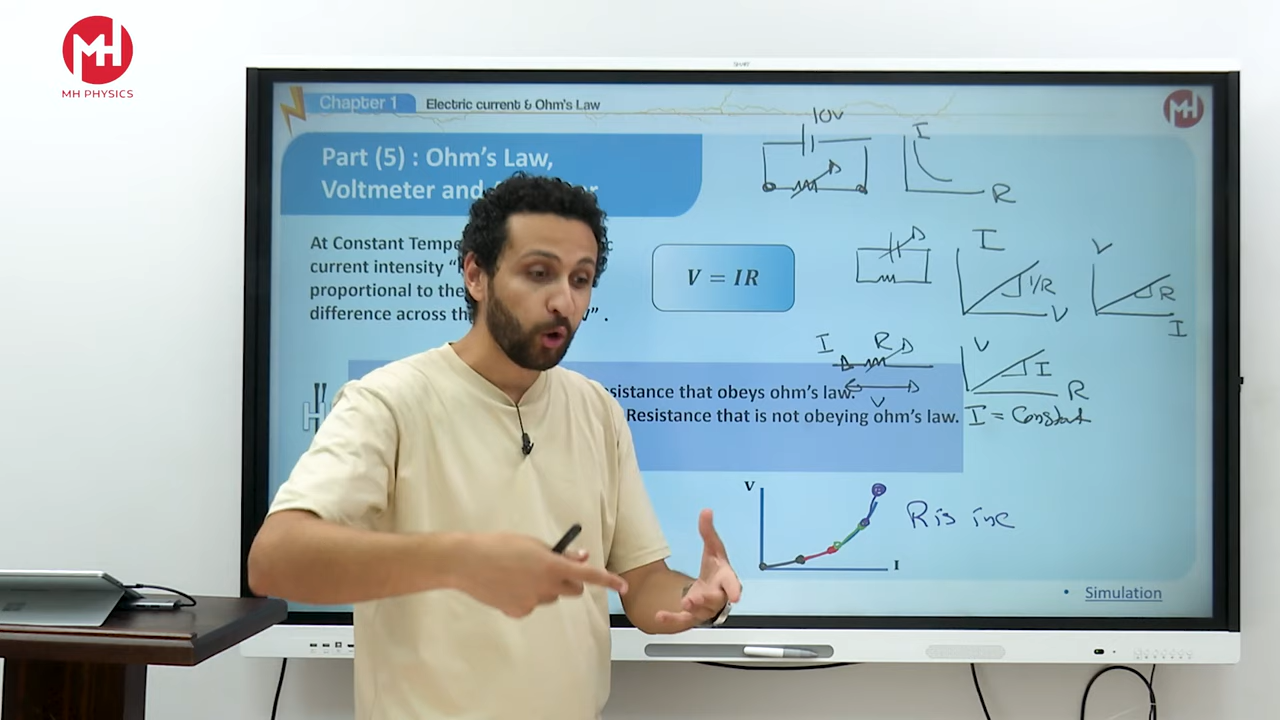 MH
MH PHYSICS
SHARP
Chapter 1
Electric current & Ohm's Law
MH
Part (5) : Ohm's Law,
Voltmeter and
At Constant
current intensity
proportional to the
difference across
V = IR
sistance that obeys ohm's law.
Resistance that is not obeying ohm's law.
10V
I
R
I
1/R
V
V
R
I
I
R
V
V
I
R
I = Constant
V
I
R is inc
• Simulation